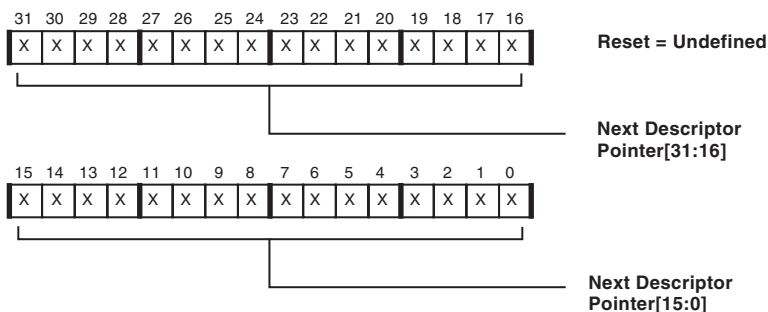 31 30 29 28 27 26 25 24 23 22 21 20 19 18 17 16
X X X X X X X X X X X X X X X X
Reset = Undefined
Next Descriptor
Pointer[31:16]
15 14 13 12 11 10 9 8 7 6 5 4 3 2 1 0
X X X X X X X X X X X X X X X X
Next Descriptor
Pointer[15:0]